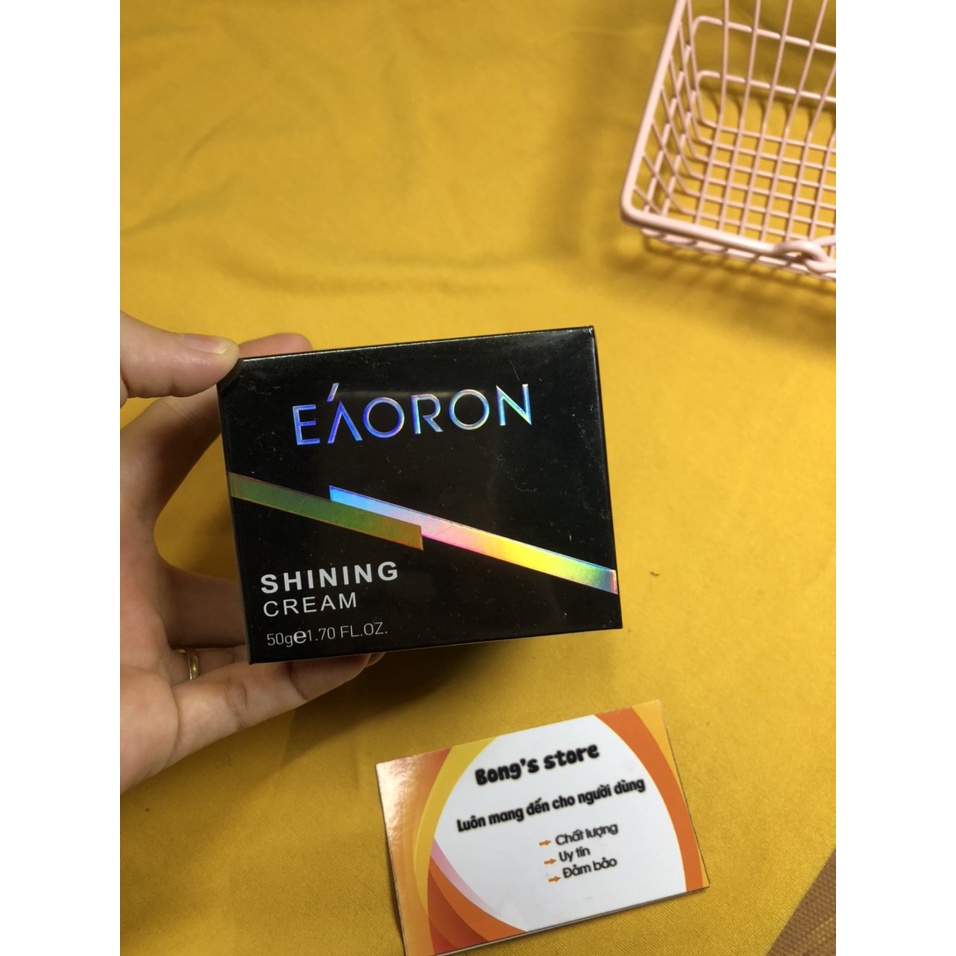 EÁORON
SHINING
CREAM
50g℮1.70 FL.OZ.
Bong's store
Luôn mang đến cho người dùng
Chất lượng
Uy tín
Đảm bảo